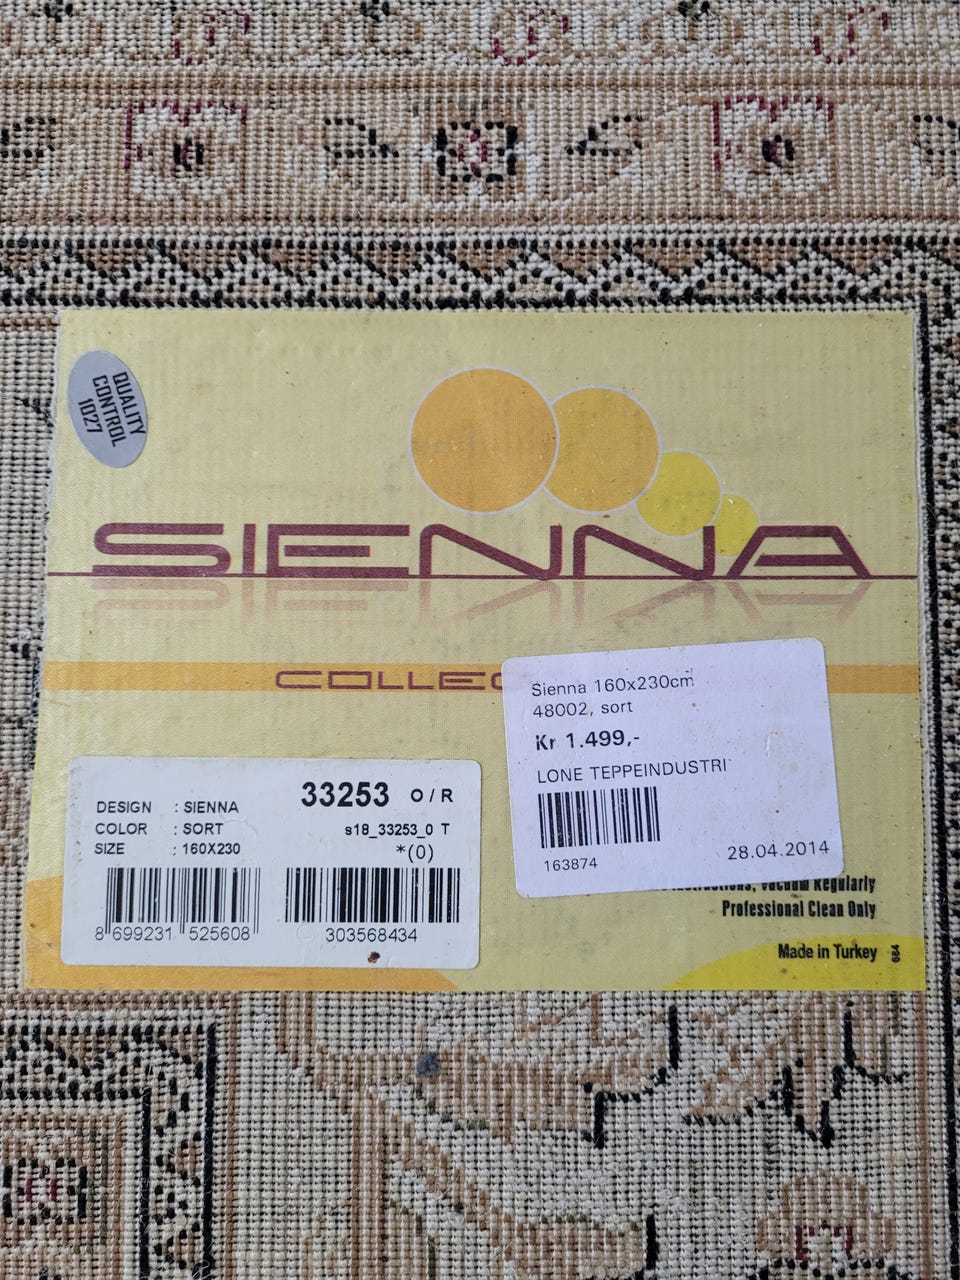 QUALITY
CONTROL
1027
SIENNA
COLLEC
Sienna 160x230cm
48002, sort
Kr 1.499,-
LONE TEPPEINDUSTRI
163874
28.04.2014
33253 O/R
DESIGN : SIENNA
COLOR : SORT
s18_33253_0 T
SIZE : 160X230
*(0)
8 699231 525608
303568434
Instructions, Vacuum Regularly
Professional Clean Only
Made in Turkey
664